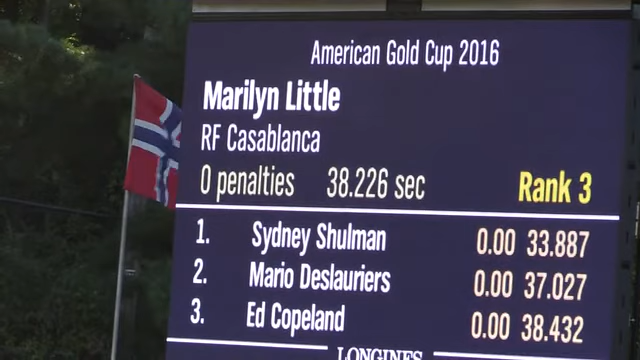 American Gold Cup 2016
Marilyn Little
RF Casablanca
0 penalties 38.226 sec Rank 3
1. Sydney Shulman 0.00 33.887
2. Mario Deslauriers 0.00 37.027
3. Ed Copeland 0.00 38.432
LONGINES